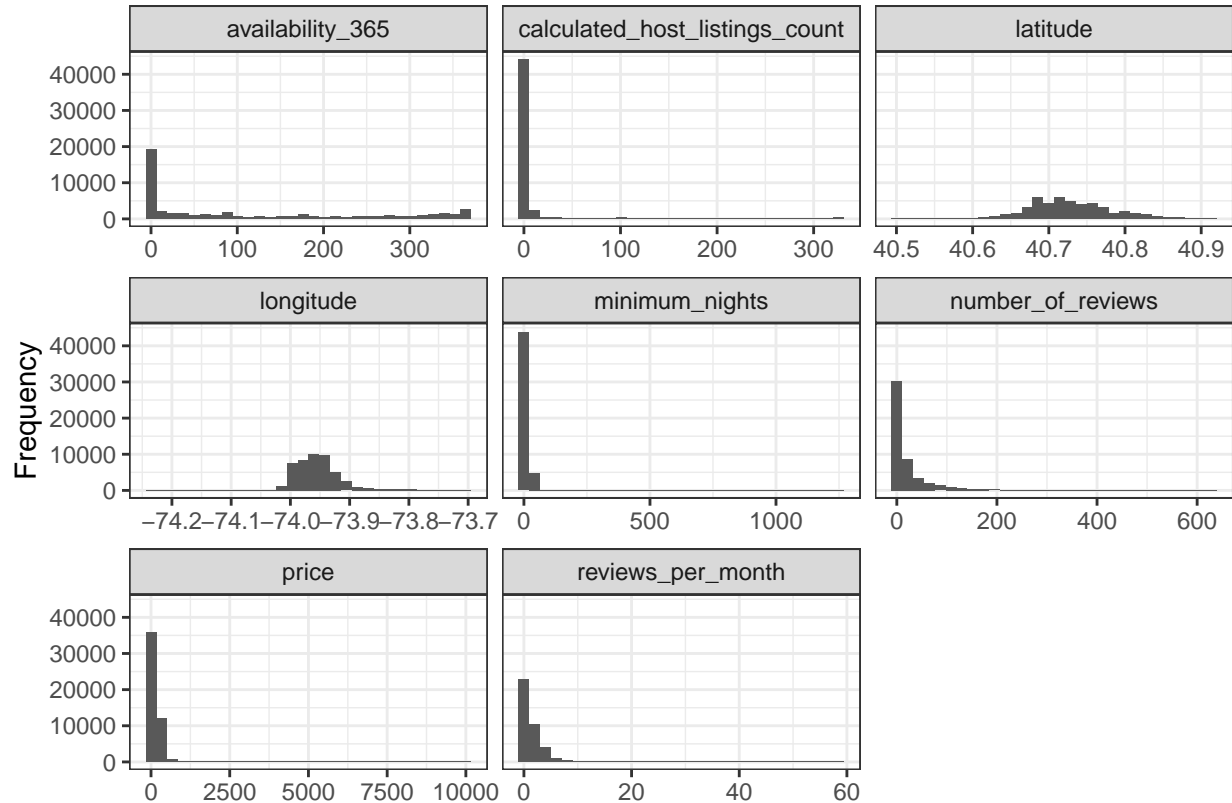 availability_365 calculated_host_listings_count latitude
40000
30000
20000
10000
0
0 100 200 300 0 100 200 300 40.5 40.6 40.7 40.8 40.9
longitude minimum_nights number_of_reviews
Frequency
40000
30000
20000
10000
0
−74.2 −74.1 −74.0 −73.9 −73.8 −73.7 0 500 1000 0 200 400 600
price reviews_per_month
40000
30000
20000
10000
0
0 2500 5000 7500 10000 0 20 40 60